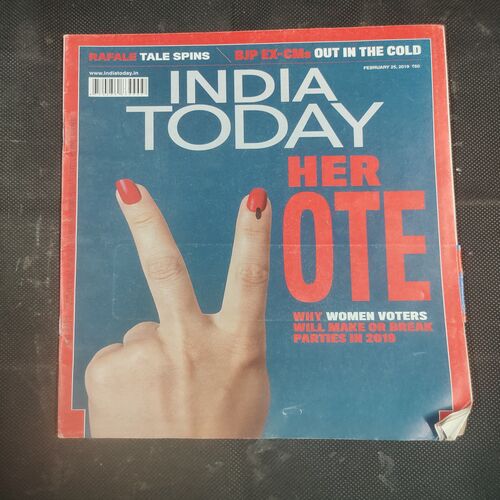 RAFALE TALE SPINS
BJP EX-CMs OUT IN THE COLD
www.indiatoday.in
FEBRUARY 25, 2019 ₹60
INDIA
TODAY
HER
OTE
WHY WOMEN VOTERS
WILL MAKE OR BREAK
PARTIES IN 2019